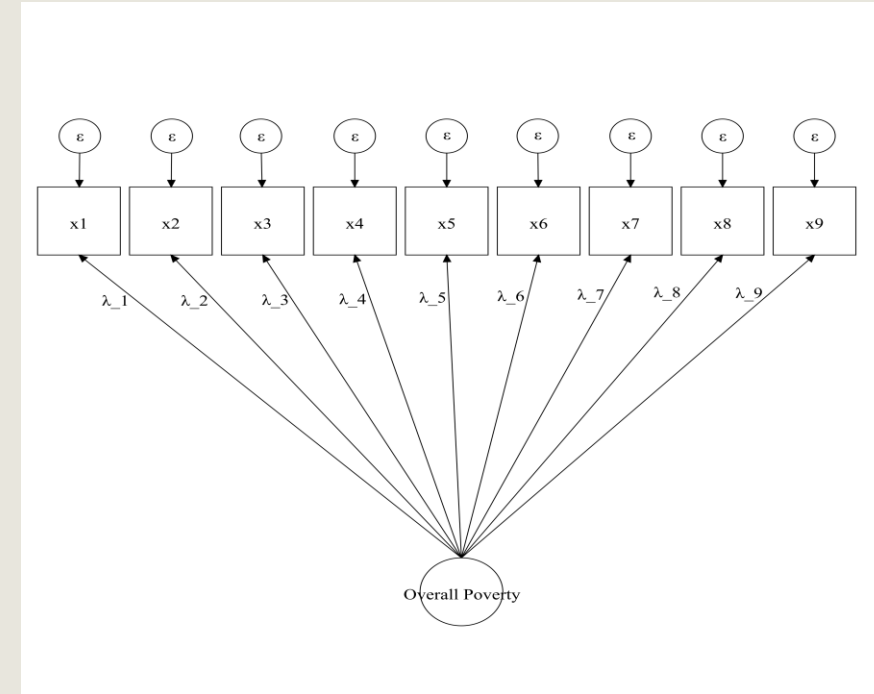 ε ε ε ε ε ε ε ε ε
x1 x2 x3 x4 x5 x6 x7 x8 x9
λ_1 λ_2 λ_3 λ_4 λ_5 λ_6 λ_7 λ_8 λ_9
Overall Poverty